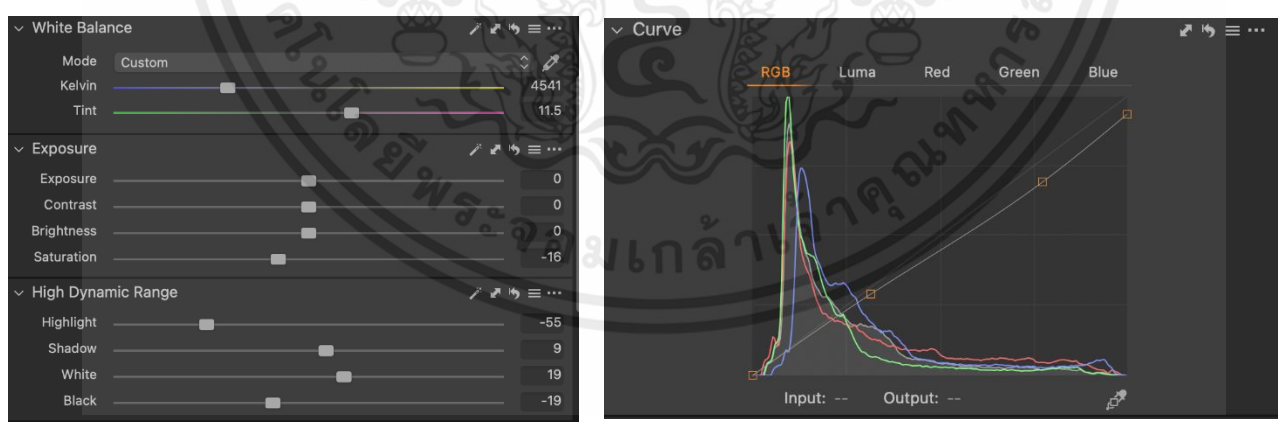 White Balance
Mode Custom
Kelvin 4541
Tint 11.5
Exposure
Exposure 0
Contrast 0
Brightness 0
Saturation -16
High Dynamic Range
Highlight -55
Shadow 9
White 19
Black -19
Curve
RGB Luma Red Green Blue
Input: -- Output: --